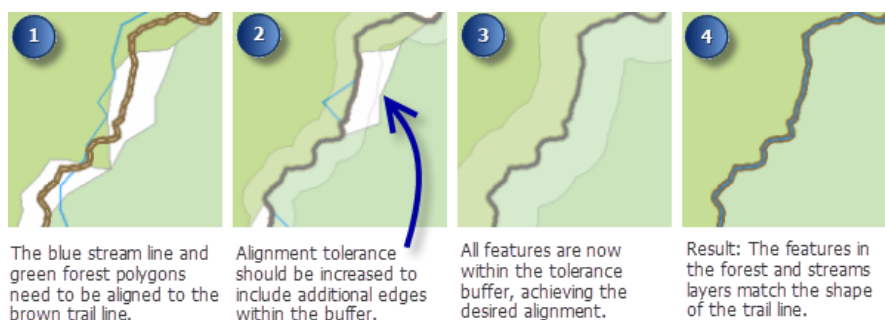 1
2
3
4
The blue stream line and
green forest polygons
need to be aligned to the
brown trail line.
Alignment tolerance
should be increased to
include additional edges
within the buffer.
All features are now
within the tolerance
buffer, achieving the
desired alignment.
Result: The features in
the forest and streams
layers match the shape
of the trail line.